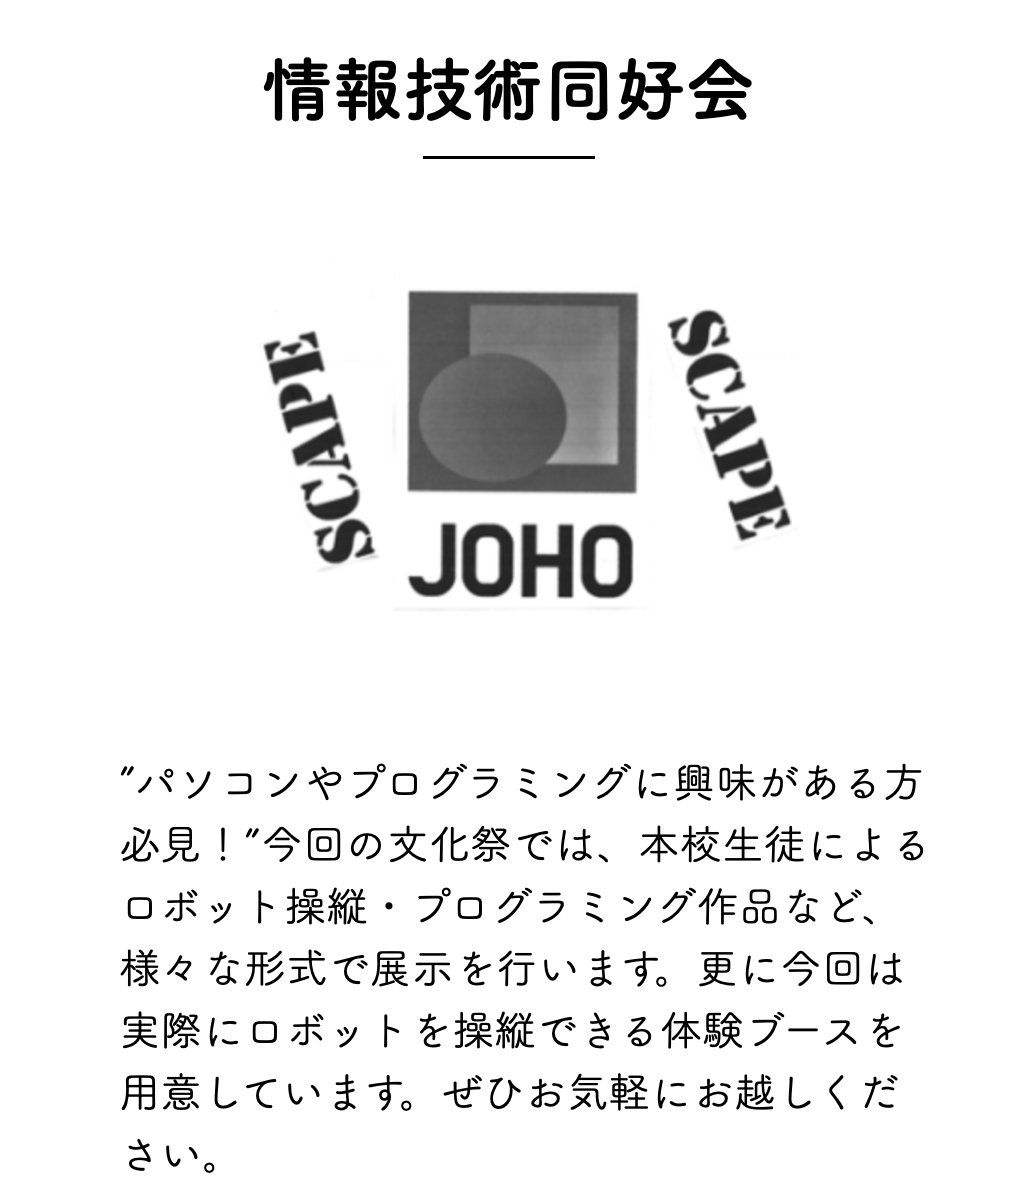 情報技術同好会
SCAPE
SCAPE
JOHO
"パソコンやプログラミングに興味がある方
必見！"今回の文化祭では、本校生徒による
ロボット操縦・プログラミング作品など、
様々な形式で展示を行います。更に今回は
実際にロボットを操縦できる体験ブースを
用意しています。ぜひお気軽にお越しくだ
さい。